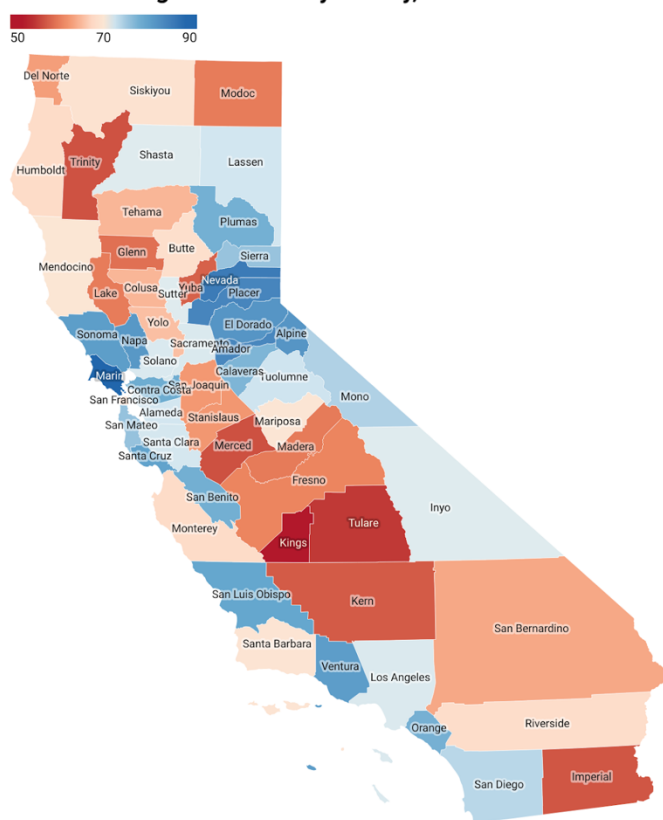 50 70 90
Del Norte
Siskiyou
Modoc
Humboldt
Trinity
Shasta
Lassen
Tehama
Plumas
Mendocino
Glenn
Butte
Sierra
Lake
Colusa
Sutter
Yuba
Nevada
Placer
Yolo
El Dorado
Sonoma
Napa
Sacramento
Alpine
Amador
Solano
Marin
Calaveras
Tuolumne
Contra Costa
San Joaquin
Mono
San Francisco
Alameda
Stanislaus
Mariposa
San Mateo
Santa Clara
Merced
Madera
Santa Cruz
Fresno
San Benito
Inyo
Monterey
Tulare
Kings
San Luis Obispo
Kern
San Bernardino
Santa Barbara
Ventura
Los Angeles
Orange
Riverside
San Diego
Imperial